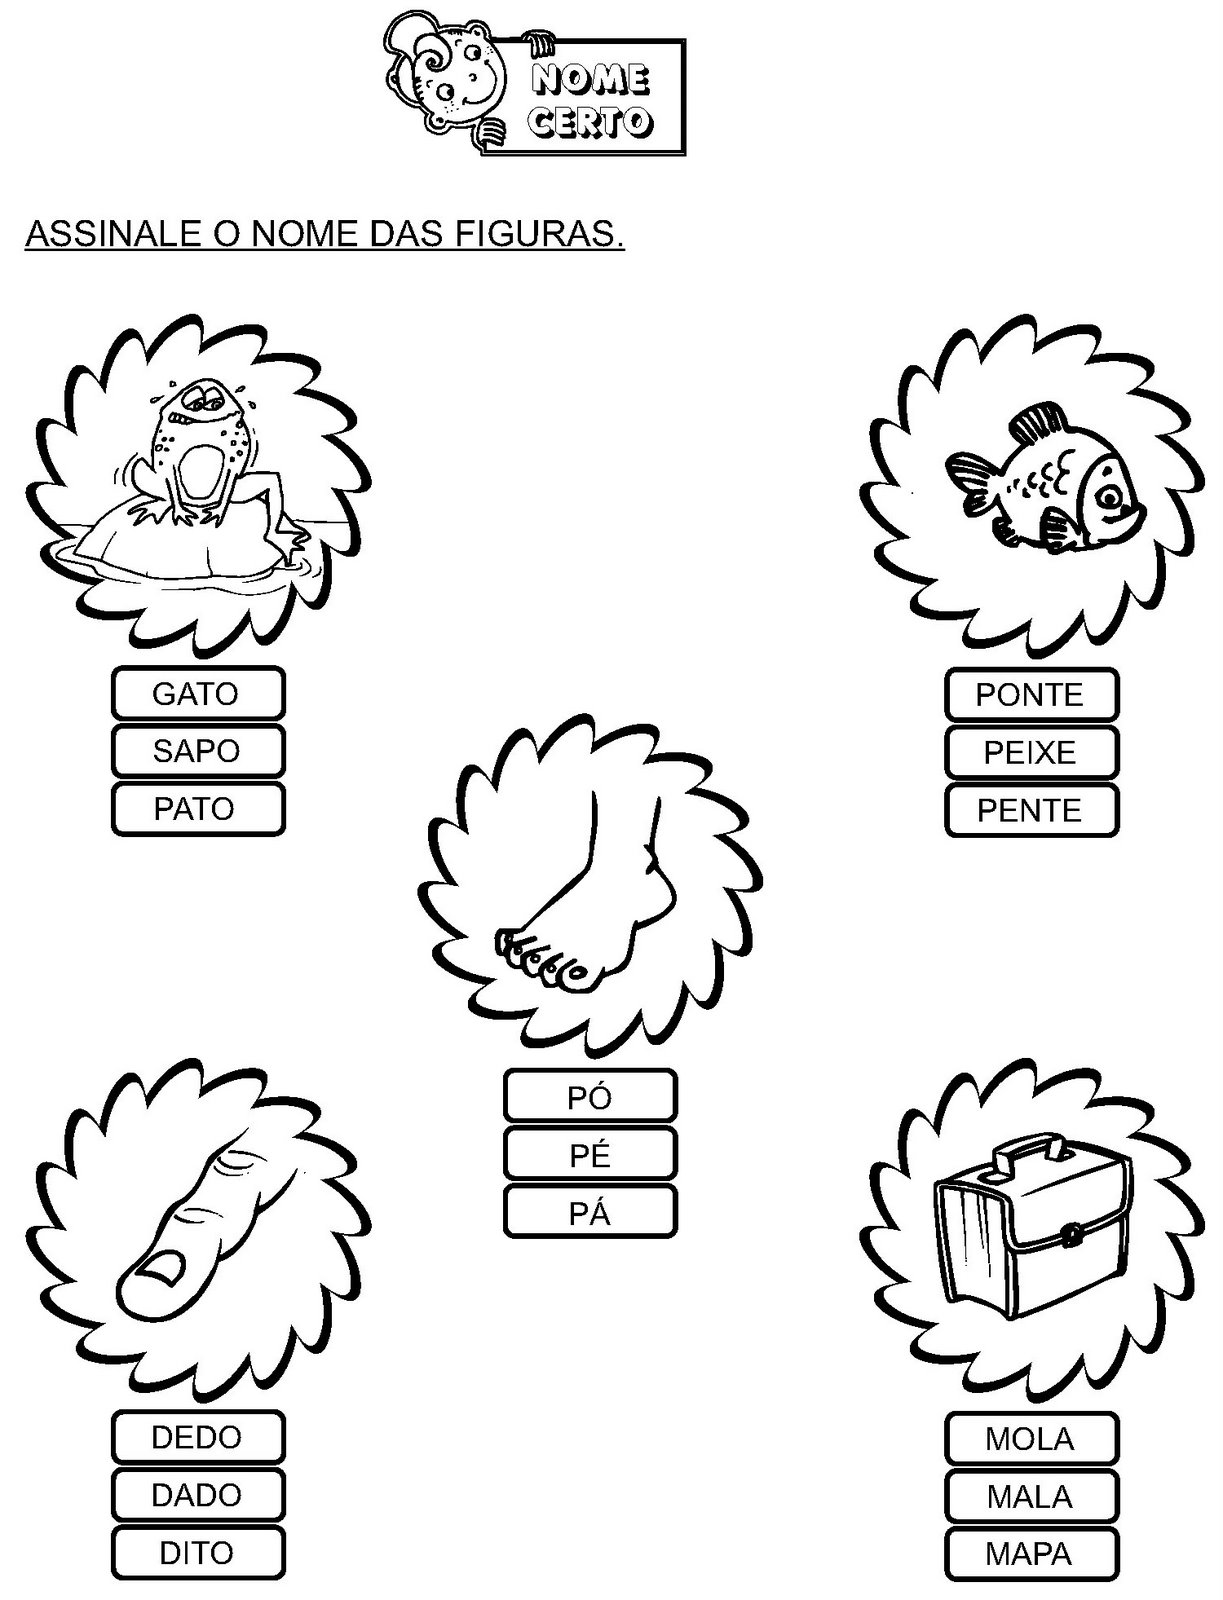 NOME
CERTO
ASSINALE O NOME DAS FIGURAS.
GATO
SAPO
PATO
PONTE
PEIXE
PENTE
PÓ
PÉ
PÁ
DEDO
DADO
DITO
MOLA
MALA
MAPA